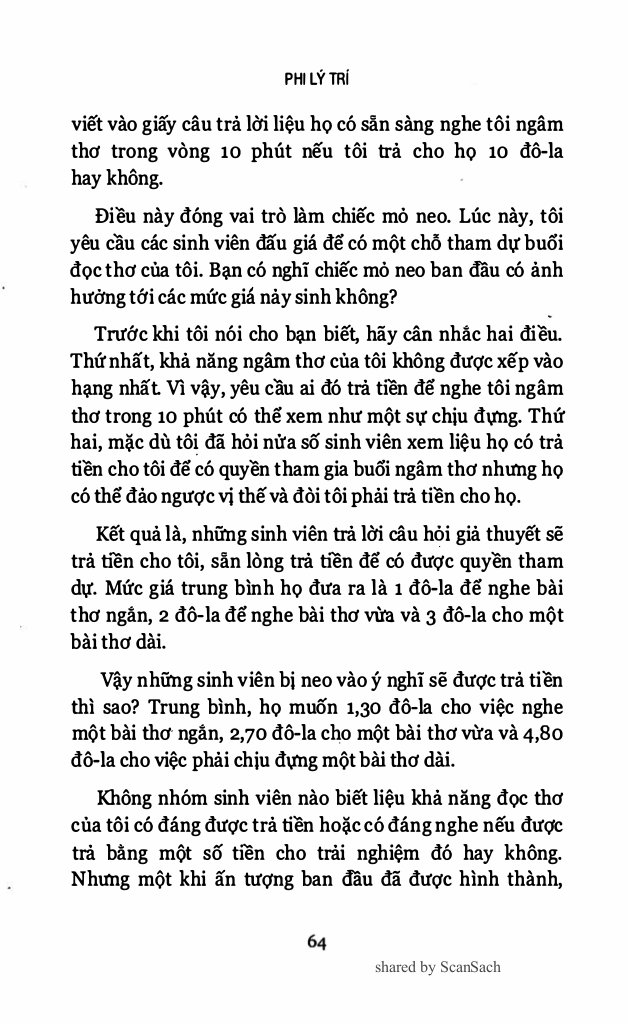 PHI LÝ TRÍ
viết vào giấy câu trả lời liệu họ có sẵn sàng nghe tôi ngâm
thơ trong vòng 10 phút nếu tôi trả cho họ 10 đô-la
hay không.
Điều này đóng vai trò làm chiếc mỏ neo. Lúc này, tôi
yêu cầu các sinh viên đấu giá để có một chỗ tham dự buổi
đọc thơ của tôi. Bạn có nghĩ chiếc mỏ neo ban đầu có ảnh
hưởng tới các mức giá nảy sinh không?
Trước khi tôi nói cho bạn biết, hãy cân nhắc hai điều.
Thứ nhất, khả năng ngâm thơ của tôi không được xếp vào
hạng nhất. Vì vậy, yêu cầu ai đó trả tiền để nghe tôi ngâm
thơ trong 10 phút có thể xem như một sự chịu đựng. Thứ
hai, mặc dù tôi đã hỏi nửa số sinh viên xem liệu họ có trả
tiền cho tôi để có quyền tham gia buổi ngâm thơ nhưng họ
có thể đảo ngược vị thế và đòi tôi phải trả tiền cho họ.
Kết quả là, những sinh viên trả lời câu hỏi giả thuyết sẽ
trả tiền cho tôi, sẵn lòng trả tiền để có được quyền tham
dự. Mức giá trung bình họ đưa ra là 1 đô-la để nghe bài
thơ ngắn, 2 đô-la để nghe bài thơ vừa và 3 đô-la cho một
bài thơ dài.
Vậy những sinh viên bị neo vào ý nghĩ sẽ được trả tiền
thì sao? Trung bình, họ muốn 1,30 đô-la cho việc nghe
một bài thơ ngắn, 2,70 đô-la cho một bài thơ vừa và 4,80
đô-la cho việc phải chịu đựng một bài thơ dài.
Không nhóm sinh viên nào biết liệu khả năng đọc thơ
của tôi có đáng được trả tiền hoặc có đáng nghe nếu được
trả bằng một số tiền cho trải nghiệm đó hay không.
Nhưng một khi ấn tượng ban đầu đã được hình thành,
64
shared by ScanSach